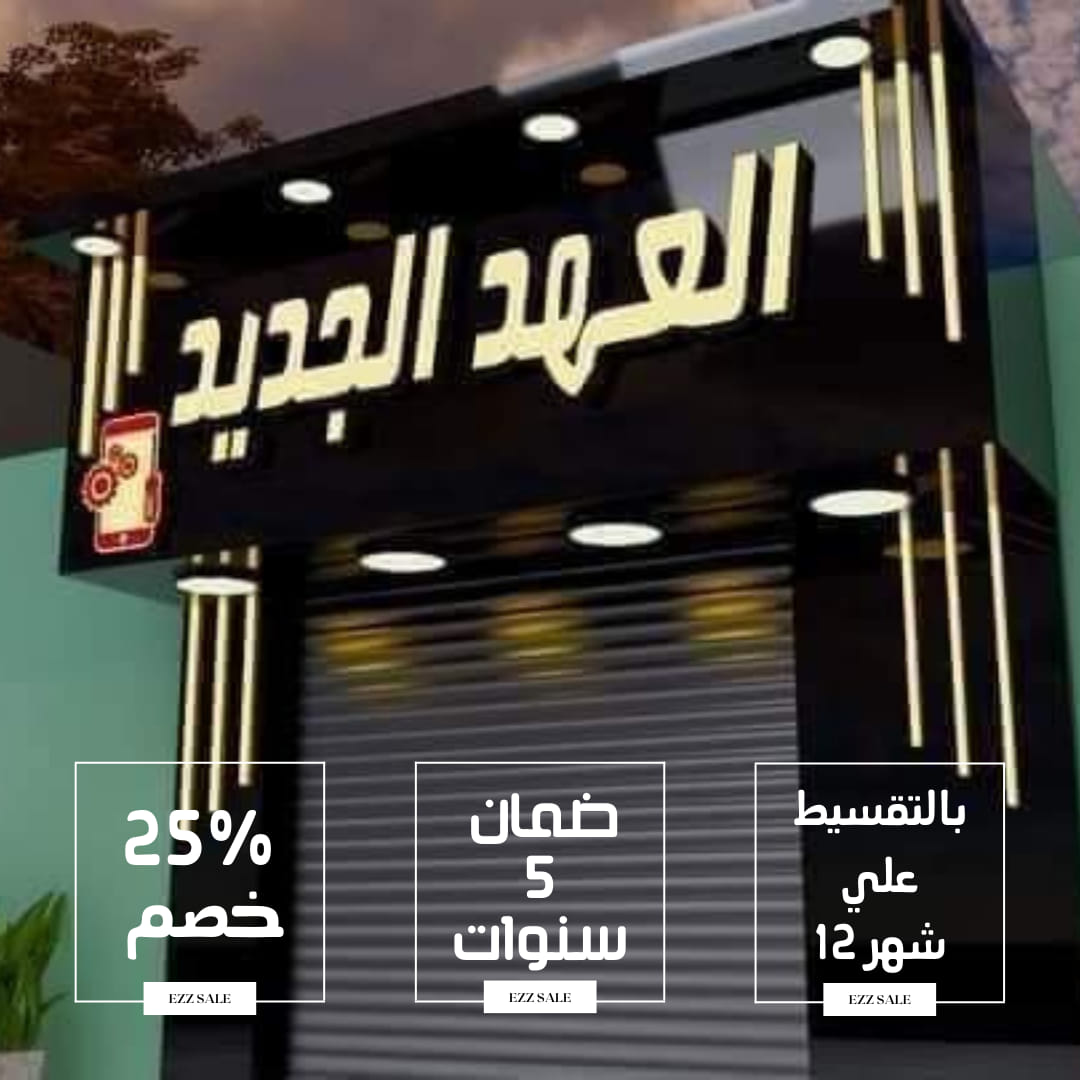 العهد الجديد
بالتقسيط
علي
12 شهر
EZZ SALE
ضمان
5
سنوات
EZZ SALE
25%
خصم
EZZ SALE